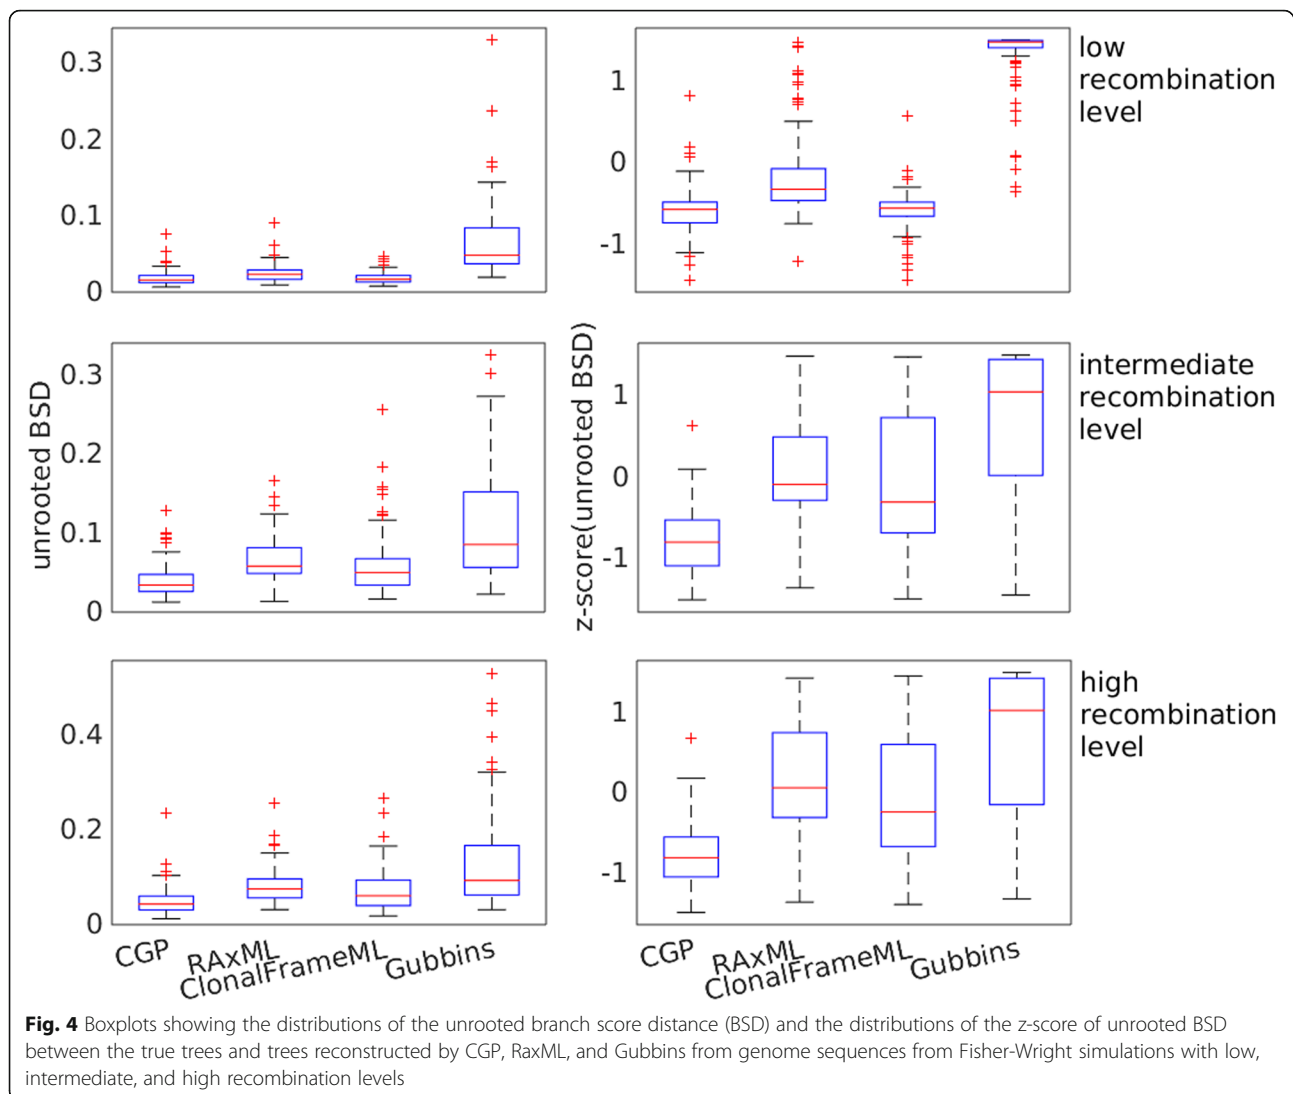 0.3
0.2
0.1
0
1
0
-1
low
recombination
level
unrooted BSD
0.3
0.2
0.1
0
z-score(unrooted BSD)
1
0
-1
intermediate
recombination
level
0.4
0.2
0
1
0
-1
high
recombination
level
CGP
RAxML
ClonalFrameML
Gubbins
CGP
RAxML
ClonalFrameML
Gubbins
Fig. 4 Boxplots showing the distributions of the unrooted branch score distance (BSD) and the distributions of the z-score of unrooted BSD
between the true trees and trees reconstructed by CGP, RaxML, and Gubbins from genome sequences from Fisher-Wright simulations with low,
intermediate, and high recombination levels